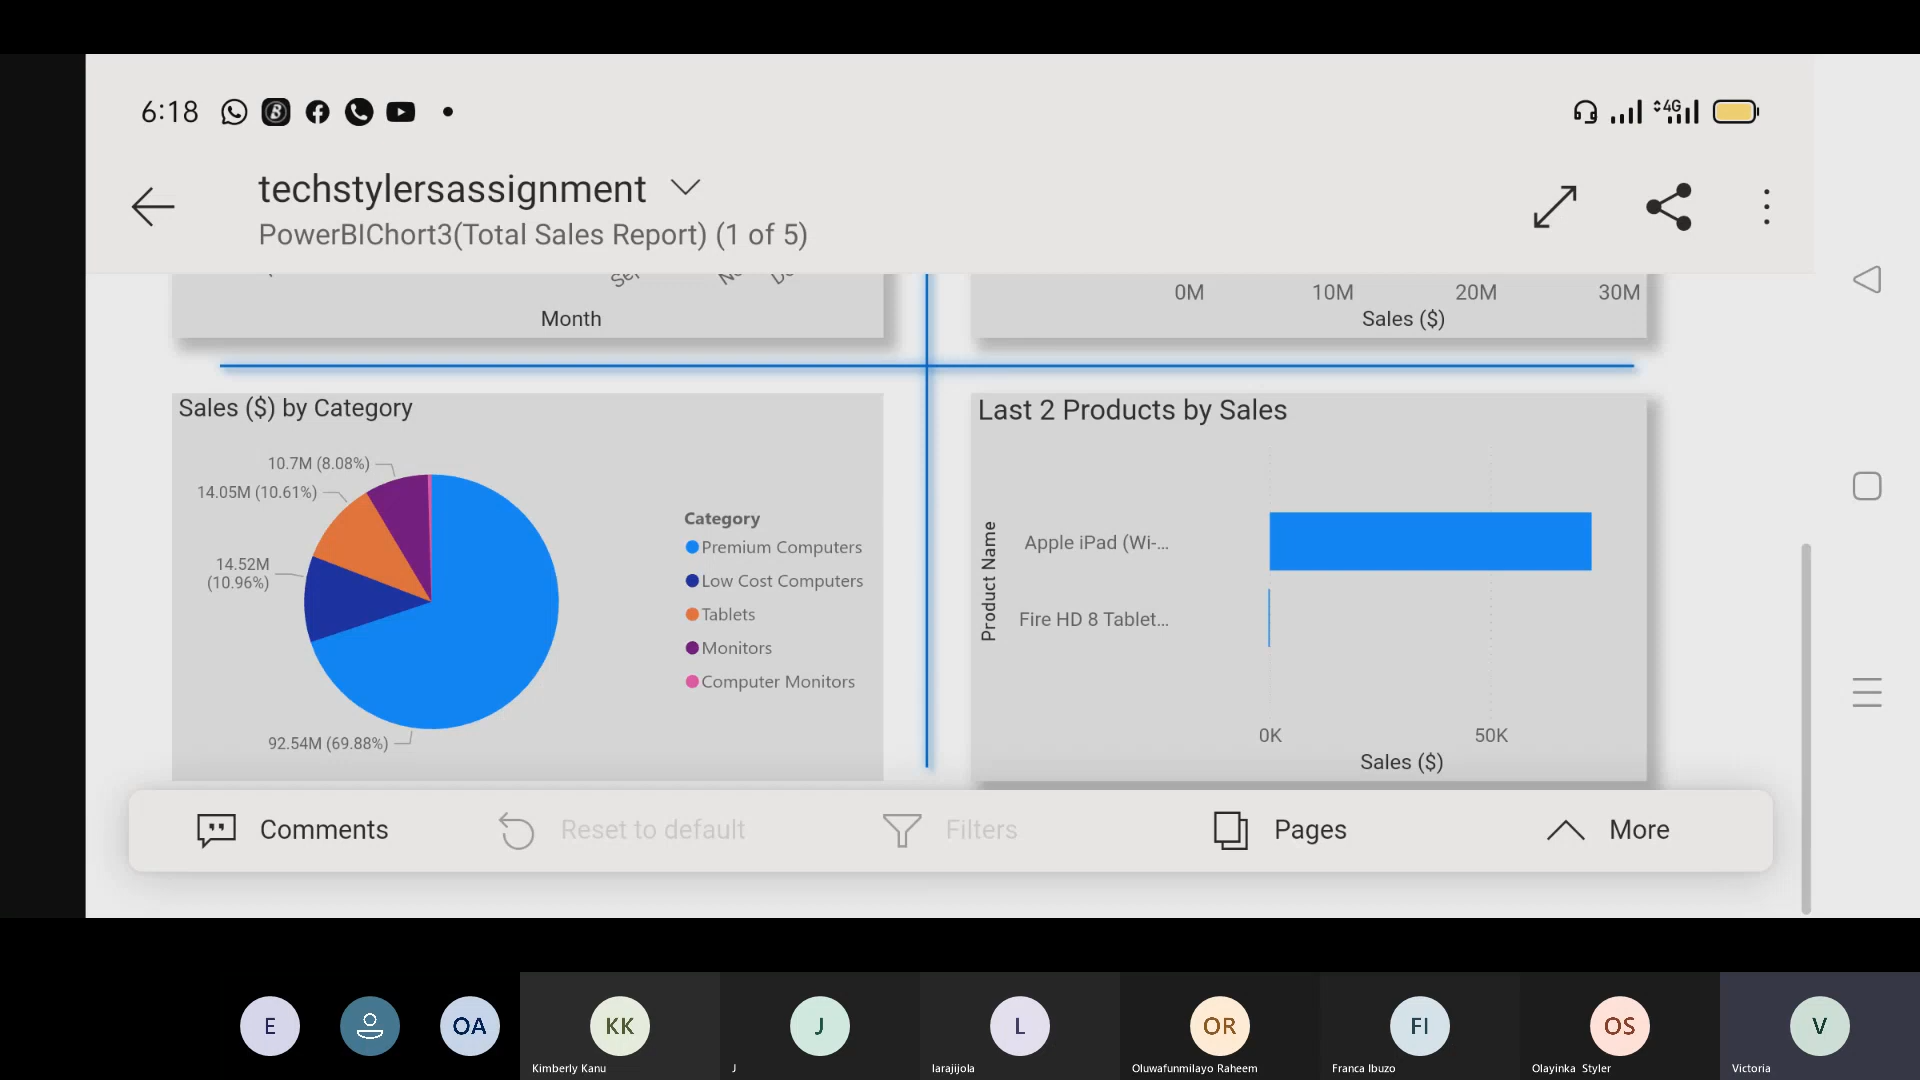 6:18
4G
techstylersassignment
PowerBIChort3(Total Sales Report) (1 of 5)
Month
0M 10M 20M 30M
Sales ($)
Sales ($) by Category
10.7M (8.08%)
14.05M (10.61%)
14.52M
(10.96%)
92.54M (69.88%)
Category
Premium Computers
Low Cost Computers
Tablets
Monitors
Computer Monitors
Last 2 Products by Sales
Product Name
Apple iPad (Wi-...
Fire HD 8 Tablet...
0K 50K
Sales ($)
Comments Reset to default Filters Pages More
E OA KK J L OR FI OS V
Kimberly Kanu J larajijola Oluwafunmilayo Raheem Franca Ibuzo Olayinka Styler Victoria